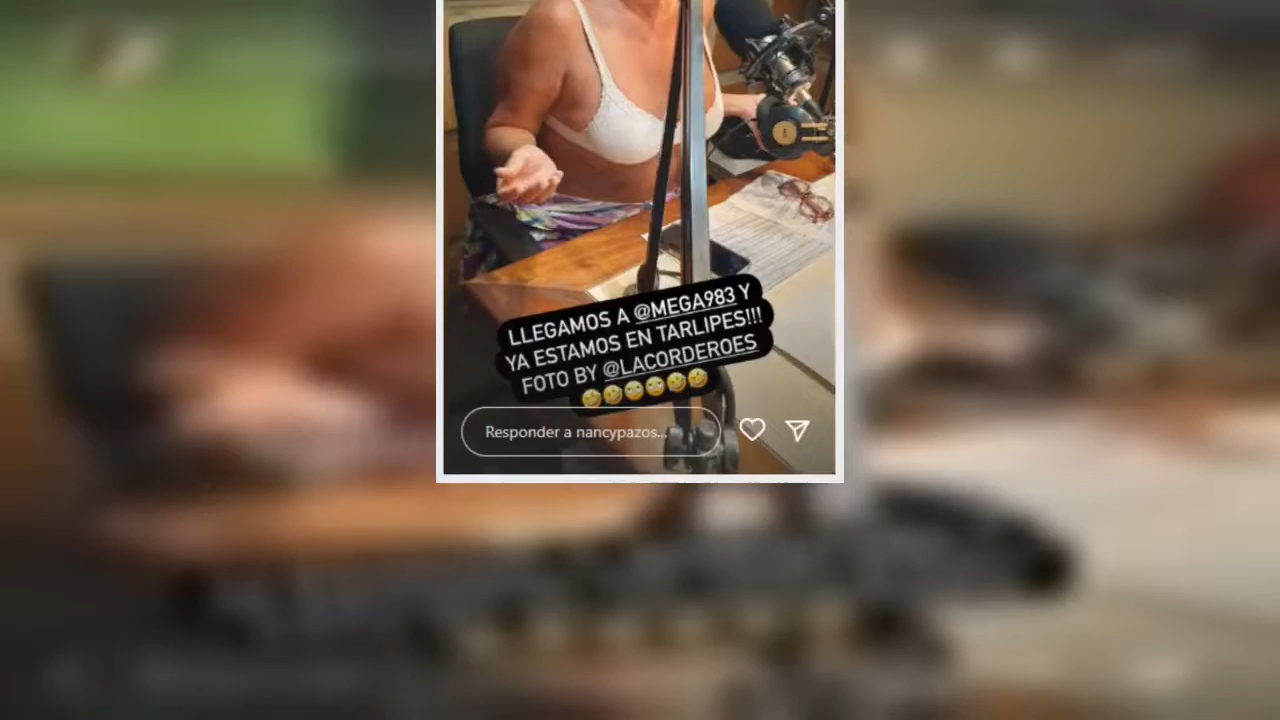 LLEGAMOS A @MEGA983 Y
YA ESTAMOS EN TARLIPES!!!
FOTO BY @LACORDEROES
Responder a nancypazos...